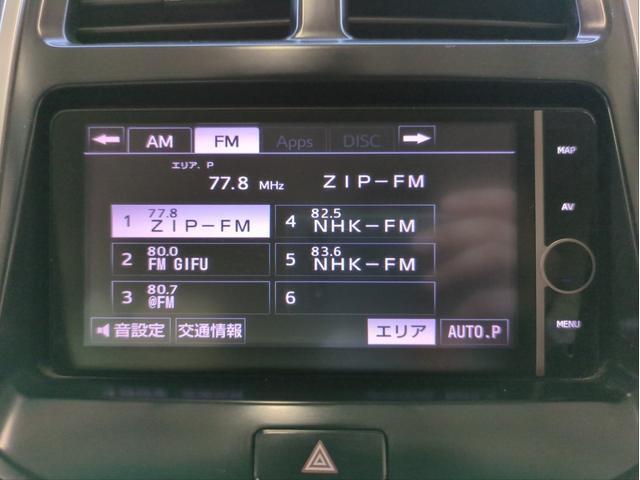 AM FM Apps DISC
エリア.P
77.8 MHz ZIP-FM
1 77.8 ZIP-FM
2 80.0 FM GIFU
3 80.7 @FM
4 82.5 NHK-FM
5 83.6 NHK-FM
6
音設定 交通情報 エリア AUTO.P
MAP
AV
MENU